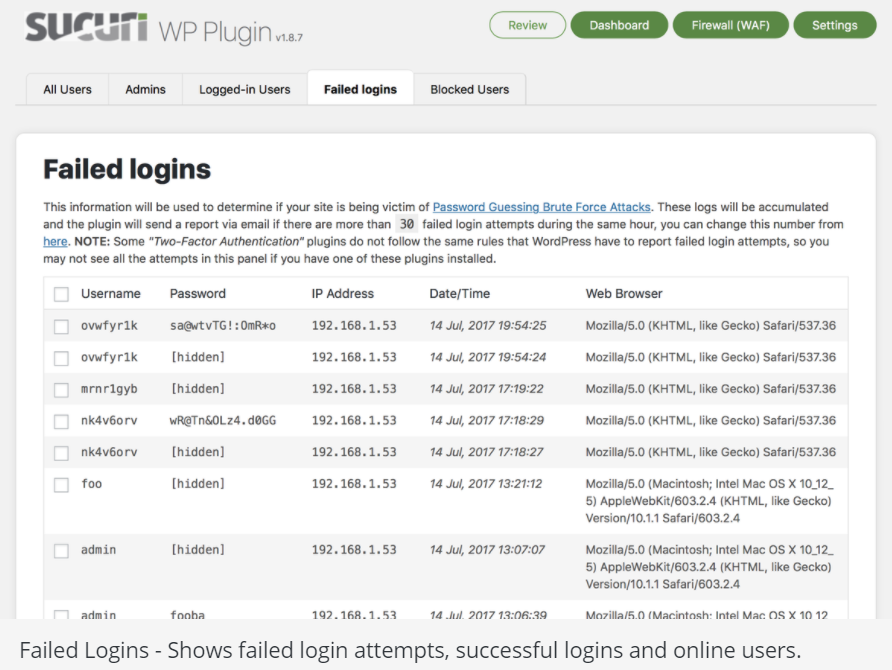 SUCURI WP Plugin v1.8.7
Review Dashboard Firewall (WAF) Settings
All Users Admins Logged-in Users Failed logins Blocked Users
Failed logins
This information will be used to determine if your site is being victim of Password Guessing Brute Force Attacks. These logs will be accumulated
and the plugin will send a report via email if there are more than 30 failed login attempts during the same hour, you can change this number from
here. NOTE: Some "Two-Factor Authentication" plugins do not follow the same rules that WordPress have to report failed login attempts, so you
may not see all the attempts in this panel if you have one of these plugins installed.
Username Password IP Address Date/Time Web Browser
ovwfyr1k sa@wtvTG!:OmR*o 192.168.1.53 14 Jul, 2017 19:54:25 Mozilla/5.0 (KHTML, like Gecko) Safari/537.36
ovwfyr1k [hidden] 192.168.1.53 14 Jul, 2017 19:54:24 Mozilla/5.0 (KHTML, like Gecko) Safari/537.36
mrnr1gyb [hidden] 192.168.1.53 14 Jul, 2017 17:19:22 Mozilla/5.0 (KHTML, like Gecko) Safari/537.36
nk4v6orv wR@Tn&OLz4.d0GG 192.168.1.53 14 Jul, 2017 17:18:29 Mozilla/5.0 (KHTML, like Gecko) Safari/537.36
nk4v6orv [hidden] 192.168.1.53 14 Jul, 2017 17:18:27 Mozilla/5.0 (KHTML, like Gecko) Safari/537.36
foo [hidden] 192.168.1.53 14 Jul, 2017 13:21:12 Mozilla/5.0 (Macintosh; Intel Mac OS X 10_12_
5) AppleWebKit/603.2.4 (KHTML, like Gecko)
Version/10.1.1 Safari/603.2.4
admin [hidden] 192.168.1.53 14 Jul, 2017 13:07:07 Mozilla/5.0 (Macintosh; Intel Mac OS X 10_12_
5) AppleWebKit/603.2.4 (KHTML, like Gecko)
Version/10.1.1 Safari/603.2.4
admin fooba 192.168.1.53 14 Jul, 2017 13:06:39 Mozilla/5.0 (Macintosh; Intel Mac OS X 10_12_
Failed Logins - Shows failed login attempts, successful logins and online users.